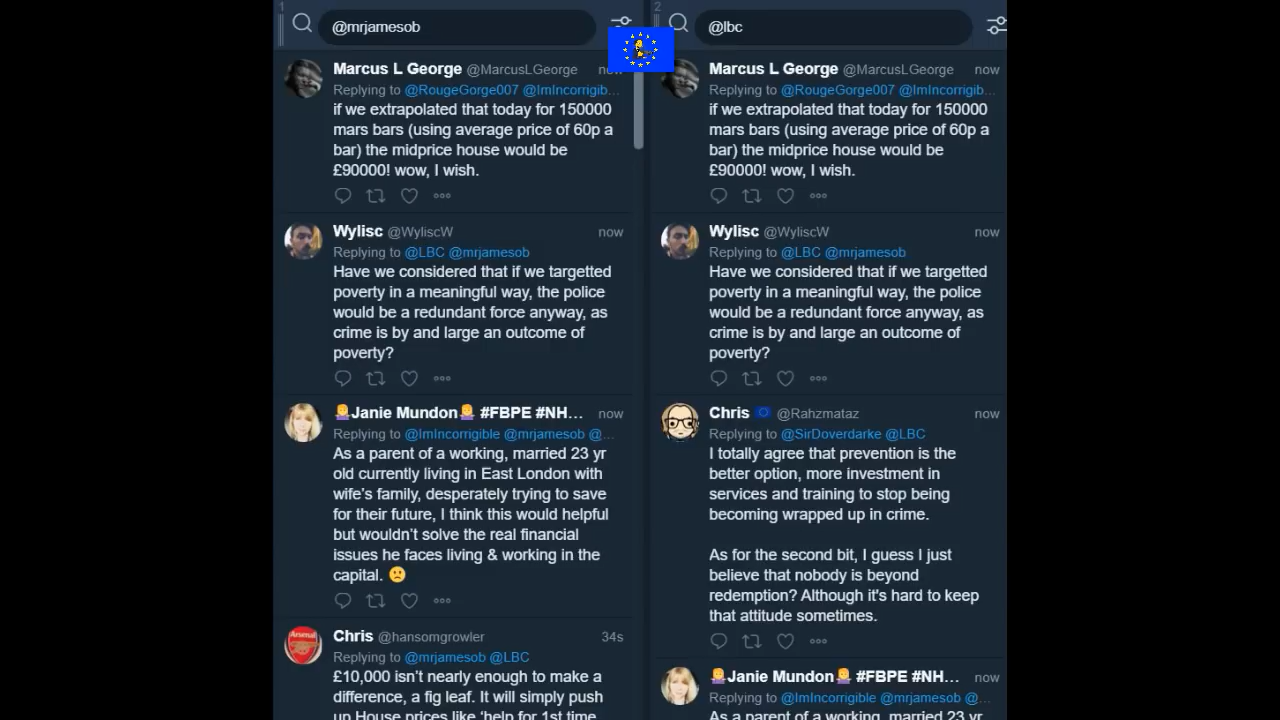 1
@mrjamesob
Marcus L George @MarcusLGeorge now
Replying to @RougeGorge007 @ImIncorrigib...
if we extrapolated that today for 150000
mars bars (using average price of 60p a
bar) the midprice house would be
£90000! wow, I wish.
Wylisc @WyliscW now
Replying to @LBC @mrjamesob
Have we considered that if we targetted
poverty in a meaningful way, the police
would be a redundant force anyway, as
crime is by and large an outcome of
poverty?
Janie Mundon #FBPE #NH... now
Replying to @ImIncorrigible @mrjamesob @...
As a parent of a working, married 23 yr
old currently living in East London with
wife's family, desperately trying to save
for their future, I think this would helpful
but wouldn't solve the real financial
issues he faces living & working in the
capital. 🙁
Arsenal
Chris @hansomgrowler 34s
Replying to @mrjamesob @LBC
£10,000 isn't nearly enough to make a
difference, a fig leaf. It will simply push
up House prices like 'help for 1st time
2
@lbc
Marcus L George @MarcusLGeorge now
Replying to @RougeGorge007 @ImIncorrigib...
if we extrapolated that today for 150000
mars bars (using average price of 60p a
bar) the midprice house would be
£90000! wow, I wish.
Wylisc @WyliscW now
Replying to @LBC @mrjamesob
Have we considered that if we targetted
poverty in a meaningful way, the police
would be a redundant force anyway, as
crime is by and large an outcome of
poverty?
Chris @Rahzmataz now
Replying to @SirDoverdarke @LBC
I totally agree that prevention is the
better option, more investment in
services and training to stop being
becoming wrapped up in crime.
As for the second bit, I guess I just
believe that nobody is beyond
redemption? Although it's hard to keep
that attitude sometimes.
Janie Mundon #FBPE #NH... now
Replying to @ImIncorrigible @mrjamesob @...
As a parent of a working, married 23 yr